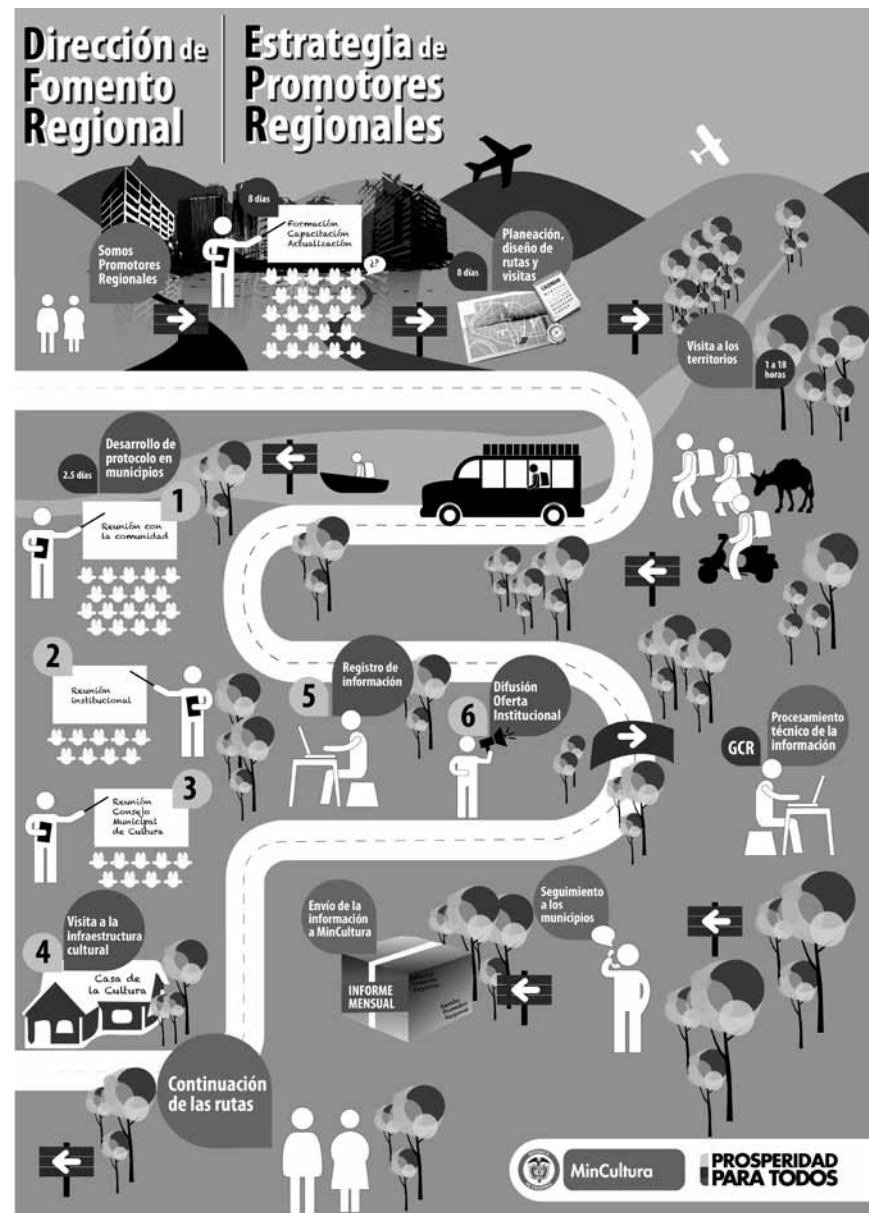 Dirección de
Fomento
Regional
Estrategia de
Promotores
Regionales
Somos
Promotores
Regionales
8 días
Formación
Capacitación
Actualización
¿?
8 días
Planeación,
diseño de
rutas y
visitas
Visita a los
territorios
1 a 18
horas
2.5 días
Desarrollo de
protocolo en
municipios
1
Reunión con
la comunidad
2
Reunión
institucional
3
Reunión
Consejo
Municipal
de Cultura
4
Visita a la
infraestructura
cultural
Casa de
la Cultura
5
Registro de
información
6
Difusión
Oferta
Institucional
GCR
Procesamiento
técnico de la
información
Seguimiento
a los
municipios
Envío de la
información
a MinCultura
INFORME
MENSUAL
Continuación
de las rutas
MinCultura
PROSPERIDAD
PARA TODOS